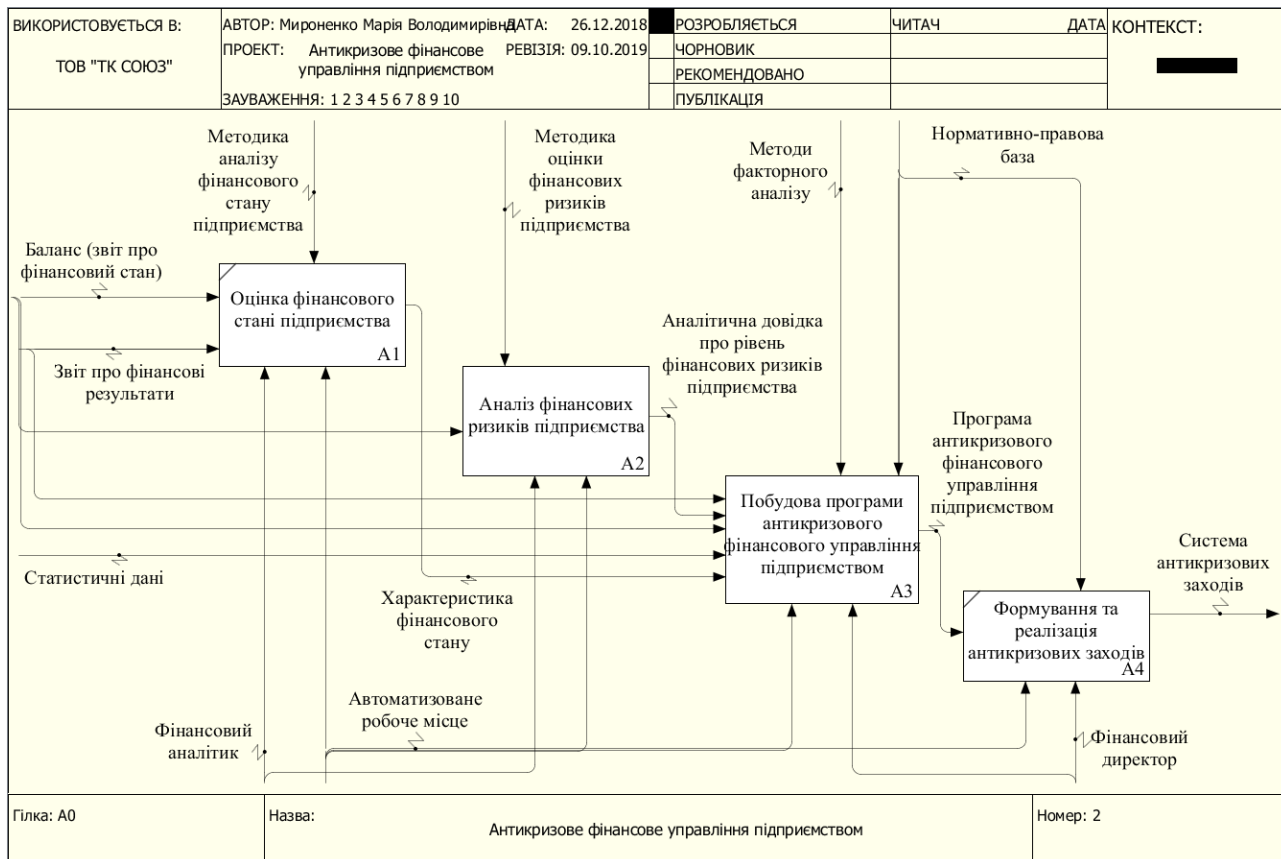 ВИКОРИСТОВУЄТЬСЯ В:
ТОВ "ТК СОЮЗ"
АВТОР: Мироненко Марія Володимирівна
ДАТА: 26.12.2018
ПРОЕКТ: Антикризове фінансове
управління підприємством
РЕВІЗІЯ: 09.10.2019
ЗАУВАЖЕННЯ: 1 2 3 4 5 6 7 8 9 10
РОЗРОБЛЯЄТЬСЯ
ЧОРНОВИК
РЕКОМЕНДОВАНО
ПУБЛІКАЦІЯ
ЧИТАЧ
ДАТА
КОНТЕКСТ:
Методика
аналізу
фінансового
стану
підприємства
Методика
оцінки
фінансових
ризиків
підприємства
Методи
факторного
аналізу
Нормативно-правова
база
Баланс (звіт про
фінансовий стан)
Оцінка фінансового
стані підприємства
А1
Звіт про фінансові
результати
Аналітична довідка
про рівень
фінансових ризиків
підприємства
Аналіз фінансових
ризиків підприємства
А2
Програма
антикризового
фінансового
управління
підприємством
Побудова програми
антикризового
фінансового управління
підприємством
А3
Статистичні дані
Характеристика
фінансового
стану
Система
антикризових
заходів
Формування та
реалізація
антикризових заходів
А4
Автоматизоване
робоче місце
Фінансовий
аналітик
Фінансовий
директор
Гілка: А0
Назва:
Антикризове фінансове управління підприємством
Номер: 2